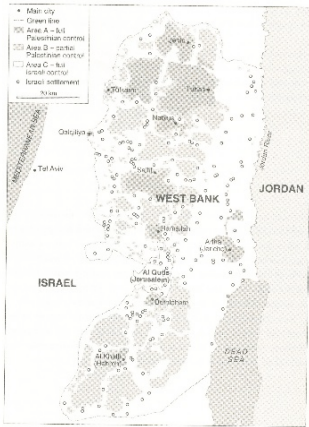 Main city
Green line
Area A – full
Palestinian control
Area B – partial
Palestinian control
Area C – full
Israeli control
Israeli settlement
20 km
Jenin
Tulkarm
Tubas
Nablus
Qalqiliya
MEDITERRANEAN SEA
Tel Aviv
Salfit
Jordan River
WEST BANK
JORDAN
Ramallah
Ariha
(Jericho)
Al Quds
(Jerusalem)
ISRAEL
Bethlehem
DEAD
SEA
Al Khalil
(Hebron)